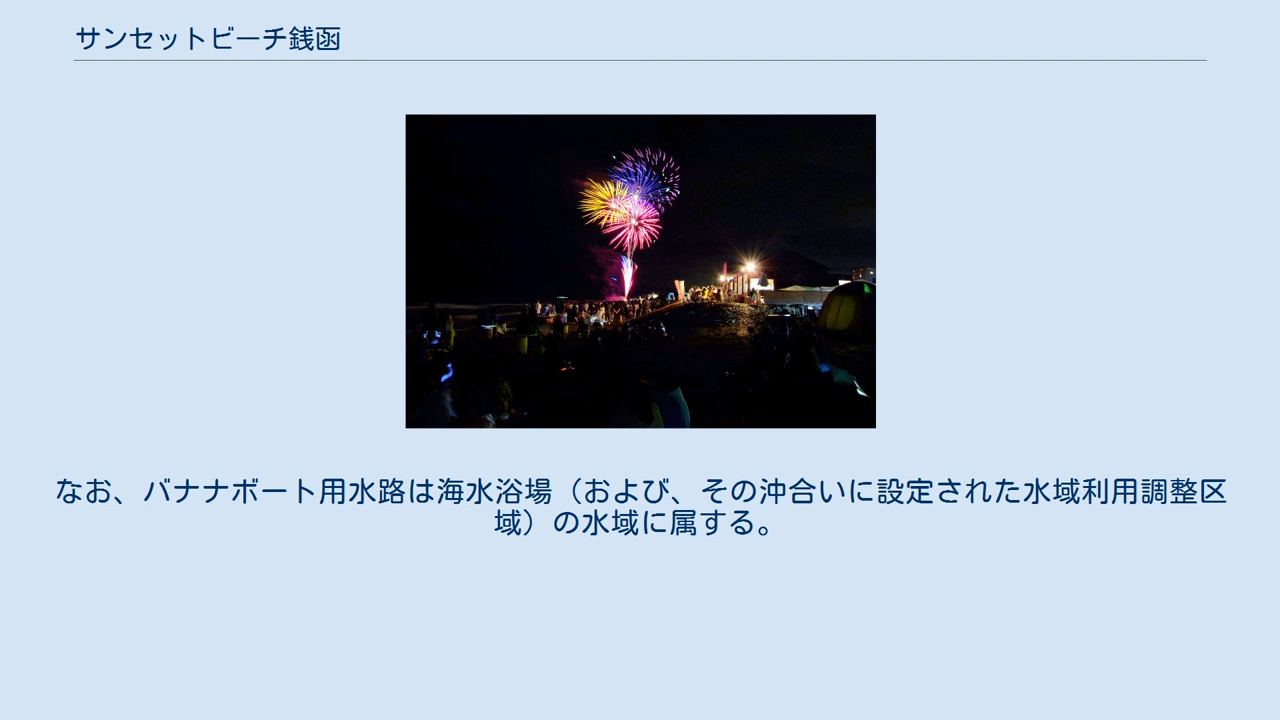 サンセットビーチ銭函
なお、バナナボート用水路は海水浴場（および、その沖合いに設定された水域利用調整区
域）の水域に属する。